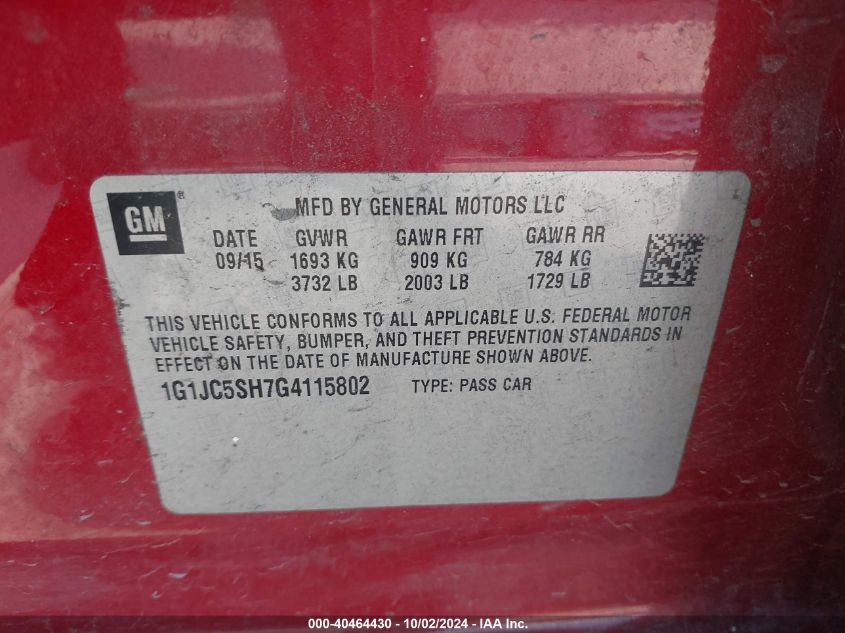 GM ®
MFD BY GENERAL MOTORS LLC
DATE GVWR GAWR FRT GAWR RR
09/15 1693 KG 909 KG 784 KG
3732 LB 2003 LB 1729 LB
THIS VEHICLE CONFORMS TO ALL APPLICABLE U.S. FEDERAL MOTOR
VEHICLE SAFETY, BUMPER, AND THEFT PREVENTION STANDARDS IN
EFFECT ON THE DATE OF MANUFACTURE SHOWN ABOVE.
1G1JC5SH7G4115802 TYPE: PASS CAR
000-40464430 - 10/02/2024 - IAA Inc.